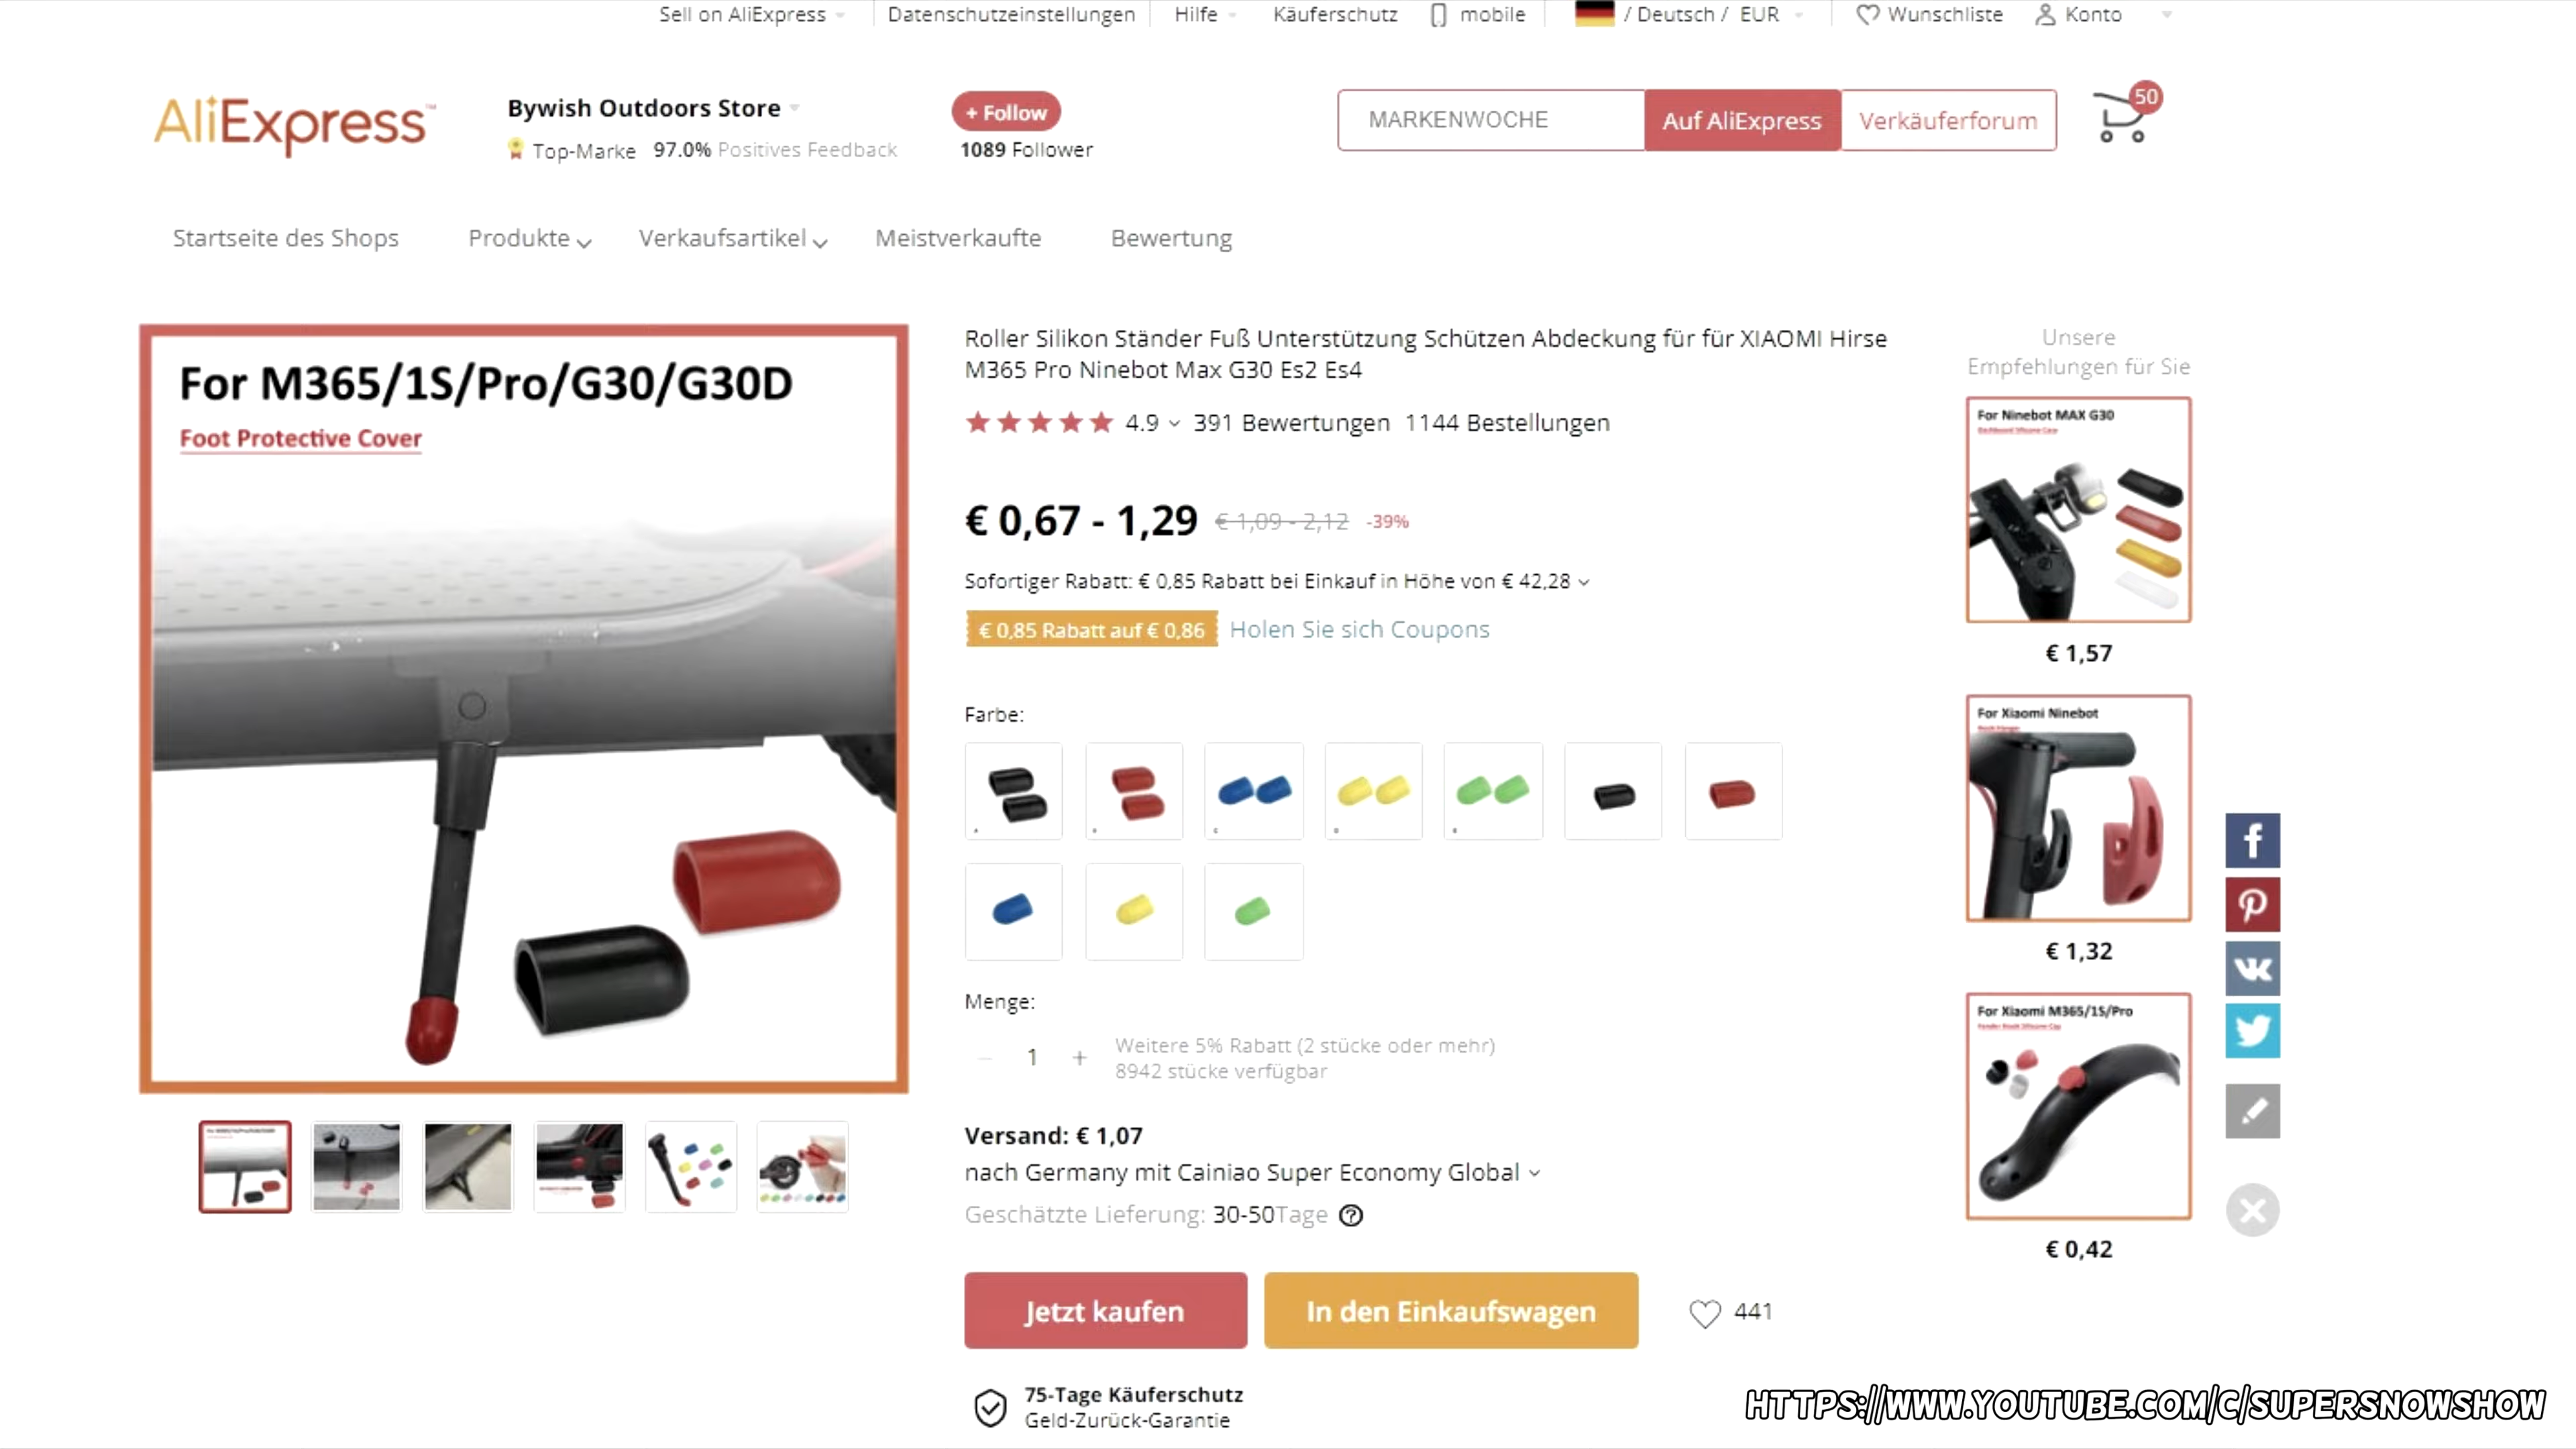 Sell on AliExpress
Datenschutzeinstellungen
Hilfe
Käuferschutz
mobile
/ Deutsch / EUR
Wunschliste
Konto
AliExpress™
Bywish Outdoors Store
Top-Marke 97.0% Positives Feedback
+ Follow
1089 Follower
MARKENWOCHE
Auf AliExpress
Verkäuferforum
50
Startseite des Shops
Produkte
Verkaufsartikel
Meistverkaufte
Bewertung
For M365/1S/Pro/G30/G30D
Foot Protective Cover
Roller Silikon Ständer Fuß Unterstützung Schützen Abdeckung für für XIAOMI Hirse
M365 Pro Ninebot Max G30 Es2 Es4
4.9 391 Bewertungen 1144 Bestellungen
€ 0,67 - 1,29 € 1,09 - 2,12 -39%
Sofortiger Rabatt: € 0,85 Rabatt bei Einkauf in Höhe von € 42,28
€ 0,85 Rabatt auf € 0,86 Holen Sie sich Coupons
Farbe:
Menge:
1
Weitere 5% Rabatt (2 stücke oder mehr)
8942 stücke verfügbar
Versand: € 1,07
nach Germany mit Cainiao Super Economy Global
Geschätzte Lieferung: 30-50Tage
Jetzt kaufen
In den Einkaufswagen
441
75-Tage Käuferschutz
Geld-Zurück-Garantie
Unsere
Empfehlungen für Sie
For Ninebot MAX G30
€ 1,57
For Xiaomi Ninebot
€ 1,32
For Xiaomi M365/1S/Pro
€ 0,42
HTTPS://WWW.YOUTUBE.COM/C/SUPERSNOWSHOW